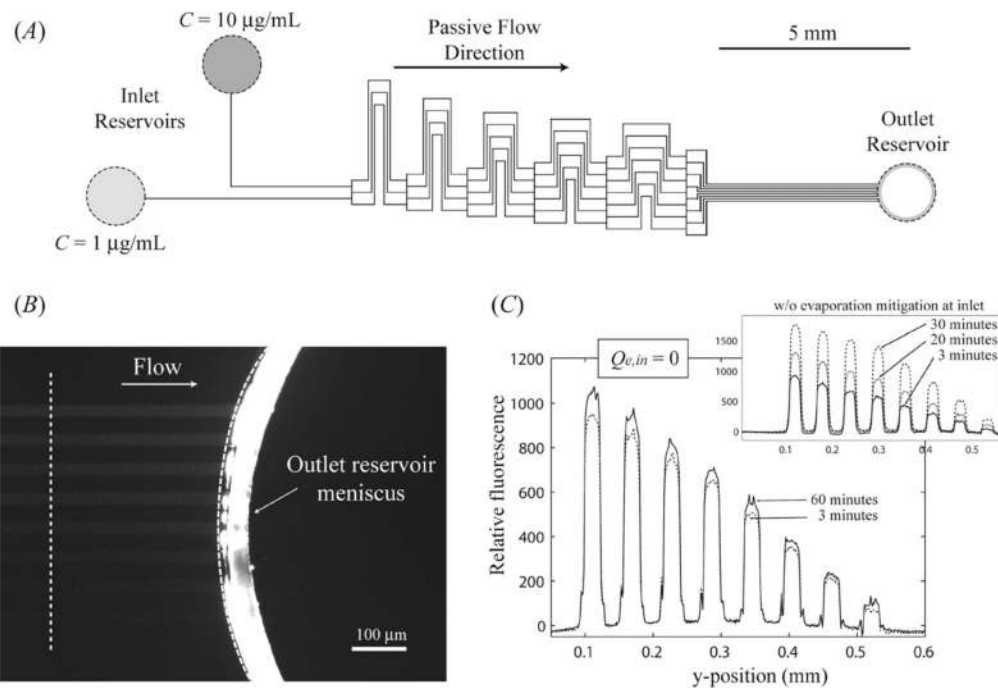 (A)
C = 10 μg/mL
Passive Flow
Direction
5 mm
Inlet
Reservoirs
Outlet
Reservoir
C = 1 μg/mL
(B)
Flow
Outlet reservoir
meniscus
100 μm
(C)
w/o evaporation mitigation at inlet
30 minutes
20 minutes
3 minutes
1500
1000
500
0
0.1 0.2 0.3 0.4 0.5
Q_{e,in} = 0
60 minutes
3 minutes
Relative fluorescence
1200
1000
800
600
400
200
0
0.1 0.2 0.3 0.4 0.5 0.6
y-position (mm)